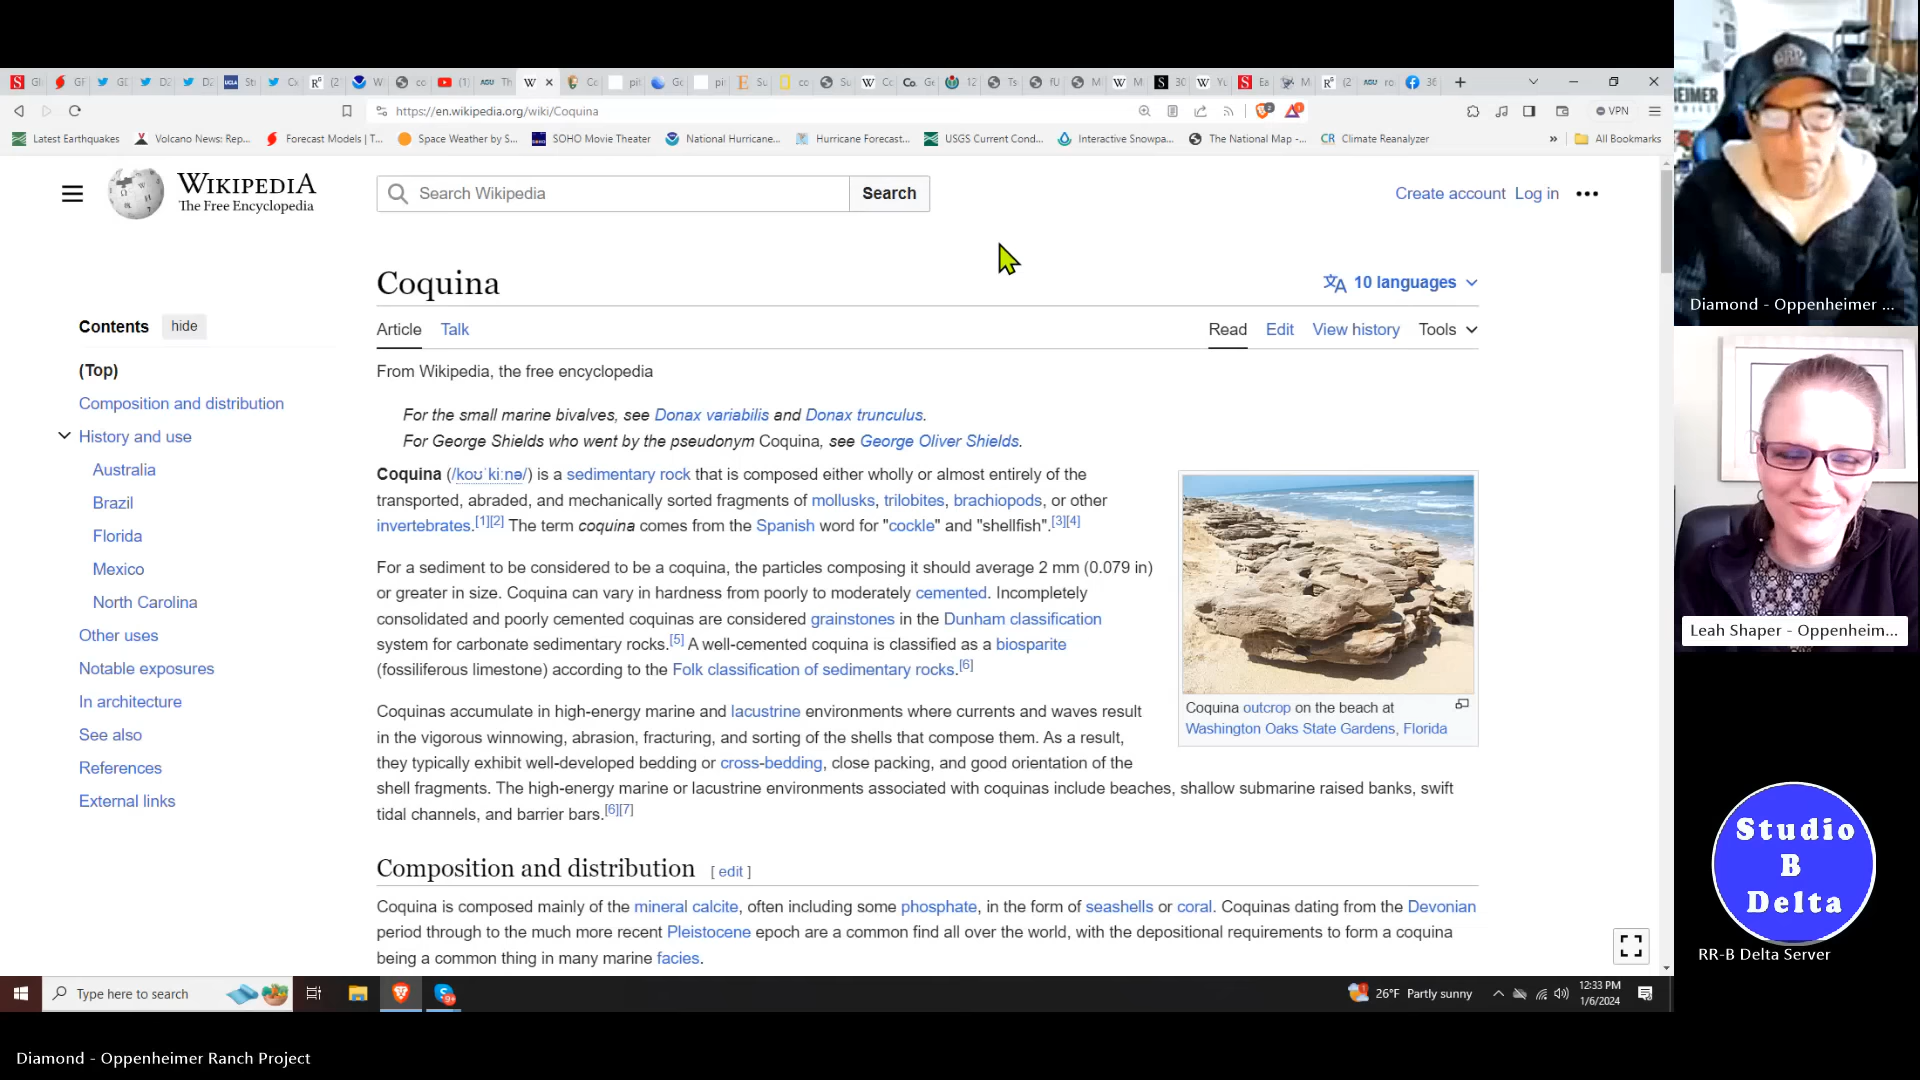 https://en.wikipedia.org/wiki/Coquina
VPN
Latest Earthquakes
Volcano News: Rep...
Forecast Models | T...
Space Weather by S...
SOHO Movie Theater
National Hurricane...
Hurricane Forecast...
USGS Current Cond...
Interactive Snowpa...
The National Map -...
CR Climate Reanalyzer
»
All Bookmarks
WIKIPEDIA
The Free Encyclopedia
Search Wikipedia
Search
Create account
Log in
Coquina
10 languages
Contents
hide
(Top)
Composition and distribution
History and use
Australia
Brazil
Florida
Mexico
North Carolina
Other uses
Notable exposures
In architecture
See also
References
External links
Article
Talk
Read
Edit
View history
Tools
From Wikipedia, the free encyclopedia
For the small marine bivalves, see Donax variabilis and Donax trunculus.
For George Shields who went by the pseudonym Coquina, see George Oliver Shields.
Coquina (/koʊˈkiːnə/) is a sedimentary rock that is composed either wholly or almost entirely of the
transported, abraded, and mechanically sorted fragments of mollusks, trilobites, brachiopods, or other
invertebrates.[1][2] The term coquina comes from the Spanish word for "cockle" and "shellfish".[3][4]
For a sediment to be considered to be a coquina, the particles composing it should average 2 mm (0.079 in)
or greater in size. Coquina can vary in hardness from poorly to moderately cemented. Incompletely
consolidated and poorly cemented coquinas are considered grainstones in the Dunham classification
system for carbonate sedimentary rocks.[5] A well-cemented coquina is classified as a biosparite
(fossiliferous limestone) according to the Folk classification of sedimentary rocks.[6]
Coquinas accumulate in high-energy marine and lacustrine environments where currents and waves result
in the vigorous winnowing, abrasion, fracturing, and sorting of the shells that compose them. As a result,
they typically exhibit well-developed bedding or cross-bedding, close packing, and good orientation of the
shell fragments. The high-energy marine or lacustrine environments associated with coquinas include beaches, shallow submarine raised banks, swift
tidal channels, and barrier bars.[6][7]
Coquina outcrop on the beach at
Washington Oaks State Gardens, Florida
Composition and distribution
[ edit ]
Coquina is composed mainly of the mineral calcite, often including some phosphate, in the form of seashells or coral. Coquinas dating from the Devonian
period through to the much more recent Pleistocene epoch are a common find all over the world, with the depositional requirements to form a coquina
being a common thing in many marine facies.
Type here to search
26°F Partly sunny
12:33 PM
1/6/2024
Diamond - Oppenheimer ...
Leah Shaper - Oppenheim...
Studio
B
Delta
RR-B Delta Server
Diamond - Oppenheimer Ranch Project